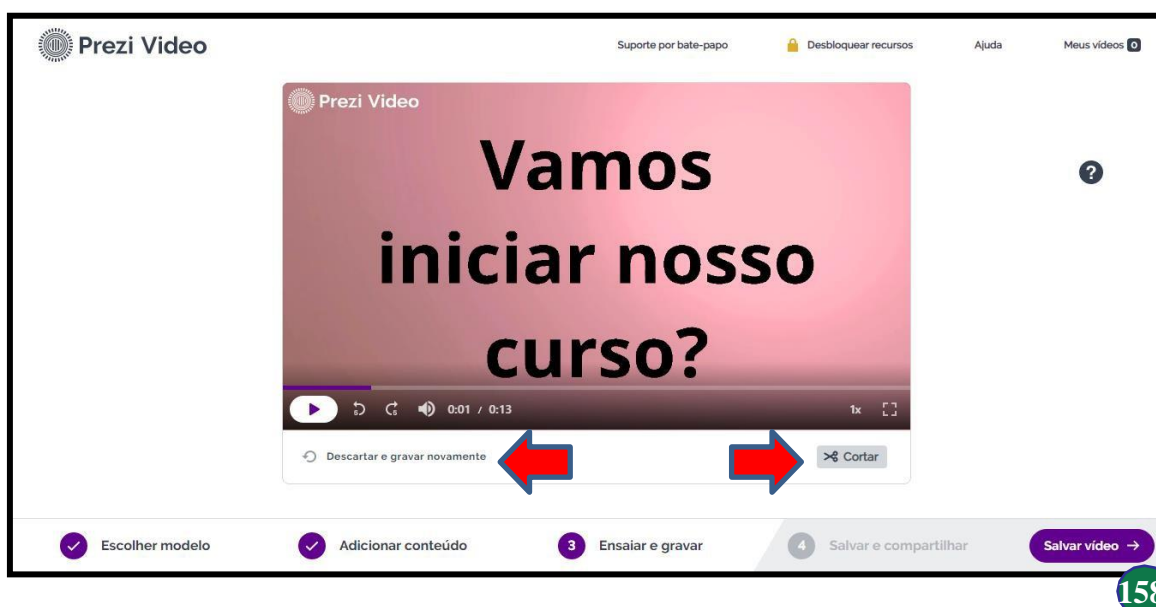 Prezi Video
Suporte por bate-papo Desbloquear recursos Ajuda Meus vídeos 0
Prezi Video
Vamos
iniciar nosso
curso?
5 5 0:01 / 0:13 1x
Descartar e gravar novamente Cortar
Escolher modelo Adicionar conteúdo 3 Ensaiar e gravar 4 Salvar e compartilhar Salvar vídeo →
158